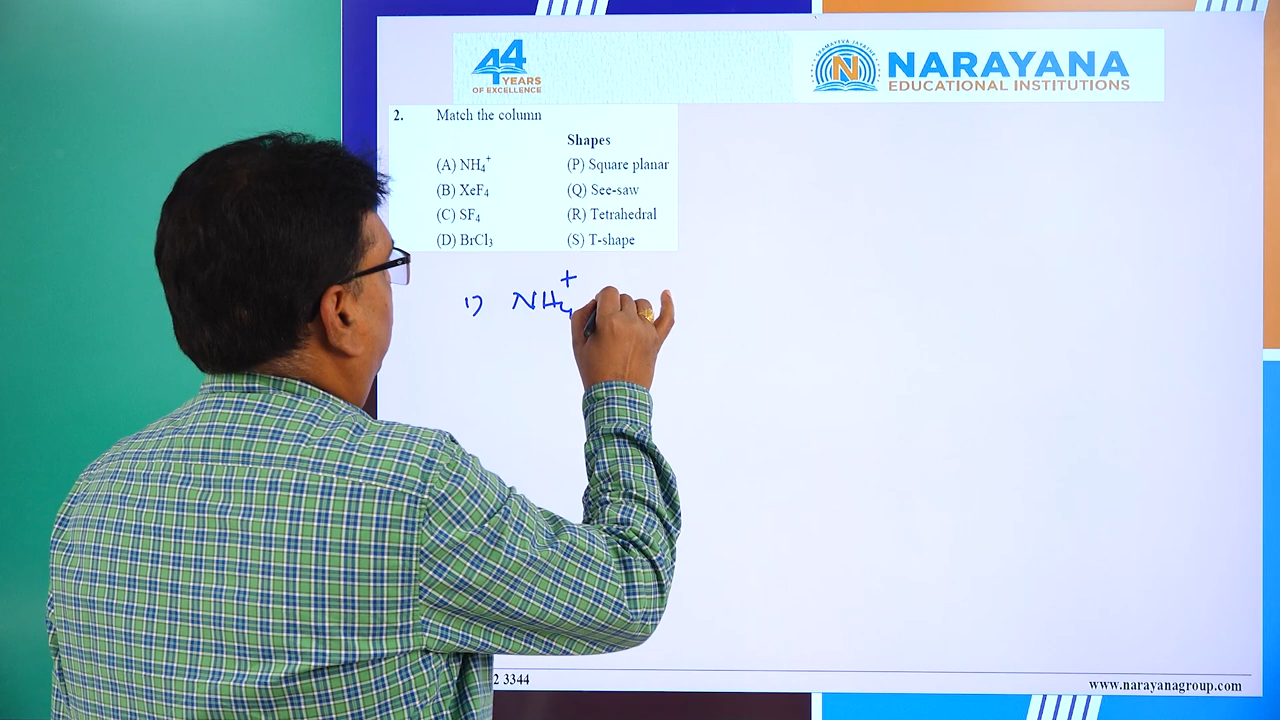 44
YEARS
OF EXCELLENCE
SRAMAYEVA JAYATHE
N
NARAYANA
EDUCATIONAL INSTITUTIONS
2. Match the column
Shapes
(A) NH₄⁺ (P) Square planar
(B) XeF₄ (Q) See-saw
(C) SF₄ (R) Tetrahedral
(D) BrCl₃ (S) T-shape
1) NH₄⁺
2 3344
www.narayanagroup.com